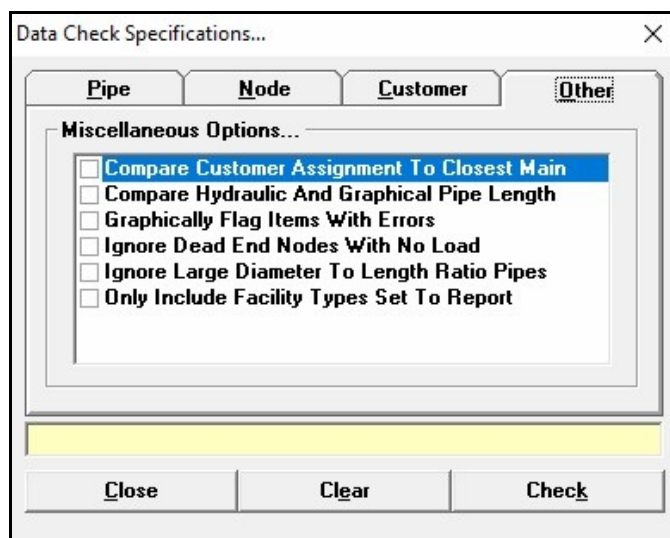 Data Check Specifications...
Pipe Node Customer Other
Miscellaneous Options...
Compare Customer Assignment To Closest Main
Compare Hydraulic And Graphical Pipe Length
Graphically Flag Items With Errors
Ignore Dead End Nodes With No Load
Ignore Large Diameter To Length Ratio Pipes
Only Include Facility Types Set To Report
Close Clear Check